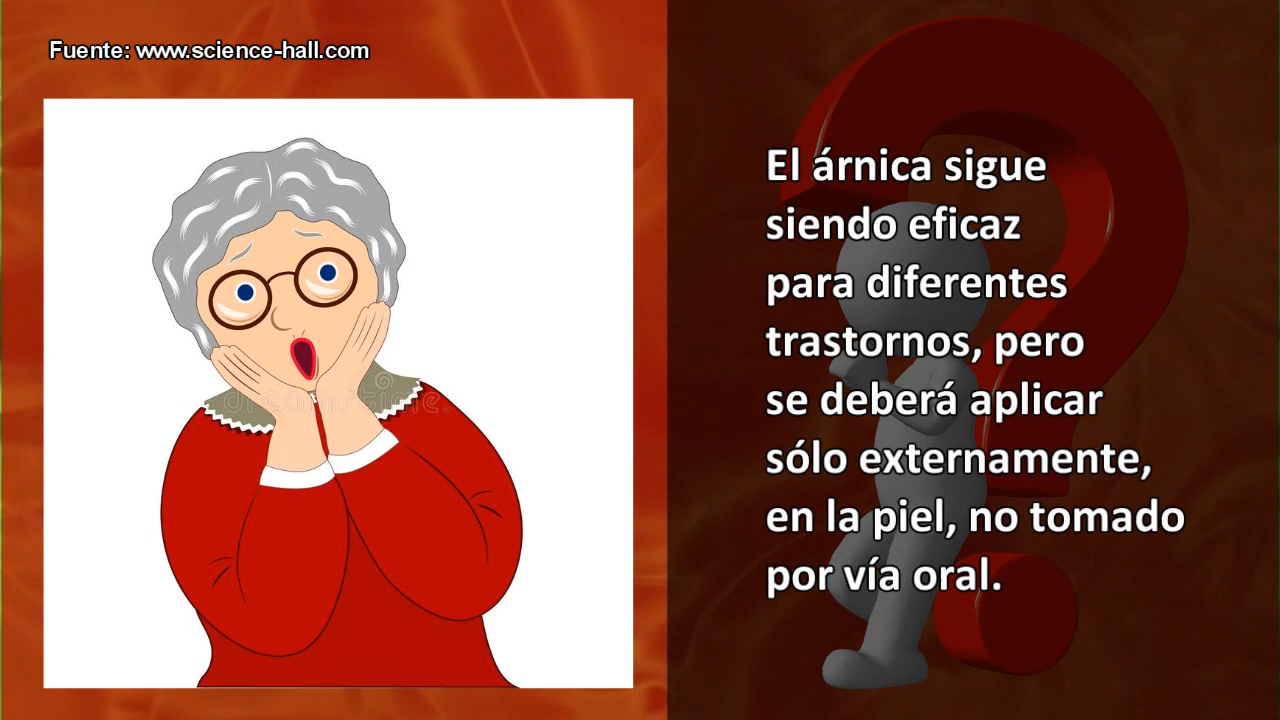 Fuente: www.science-hall.com
El árnica sigue
siendo eficaz
para diferentes
trastornos, pero
se deberá aplicar
sólo externamente,
en la piel, no tomado
por vía oral.